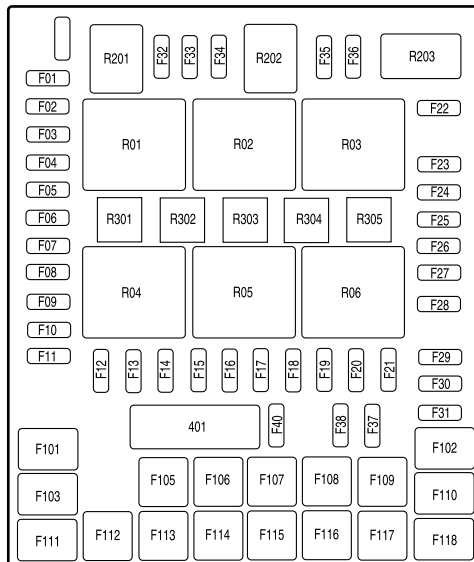 R201 F32 F33 F34 R202 F35 F36 R203
F01
F02 F22
F03 R01 R02 R03
F04 F23
F05 F24
F06 R301 R302 R303 R304 R305 F25
F07 F26
F08 F27
F09 R04 R05 R06 F28
F10
F11 F29
F12 F13 F14 F15 F16 F17 F18 F19 F20 F21 F30
F31
401 F40 F38 F37
F101 F102
F103 F105 F106 F107 F108 F109 F110
F111 F112 F113 F114 F115 F116 F117 F118